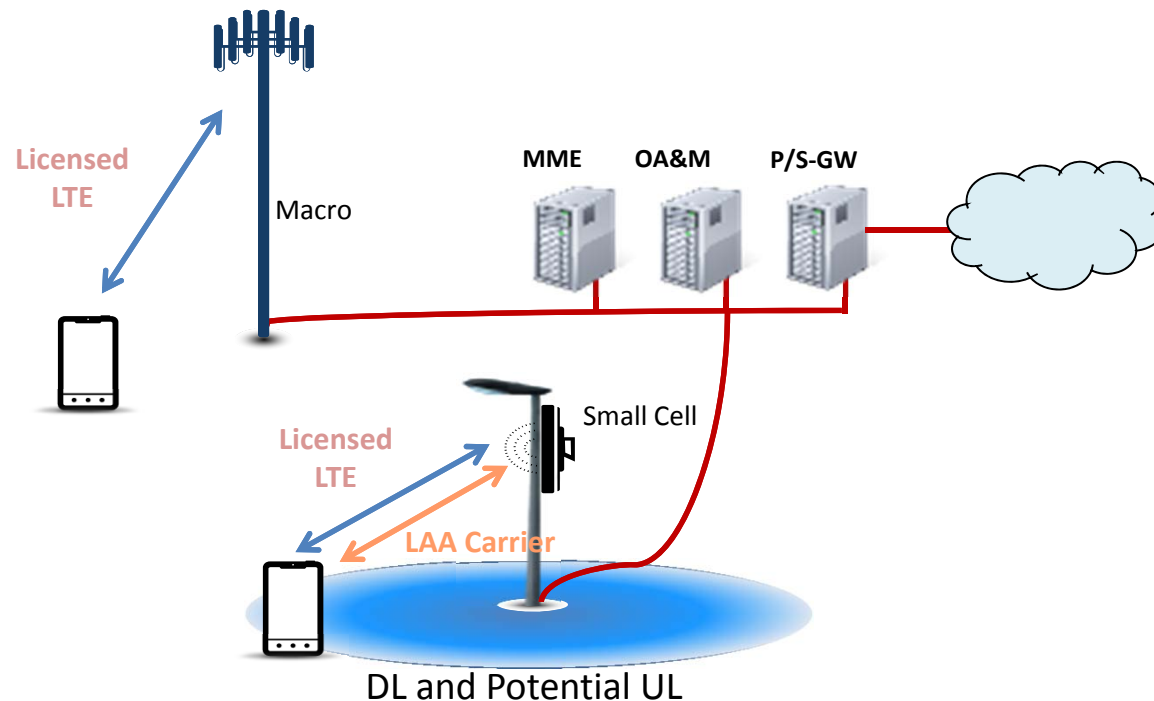 Licensed
LTE
Macro
MME
OA&M
P/S-GW
Small Cell
Licensed
LTE
LAA Carrier
DL and Potential UL